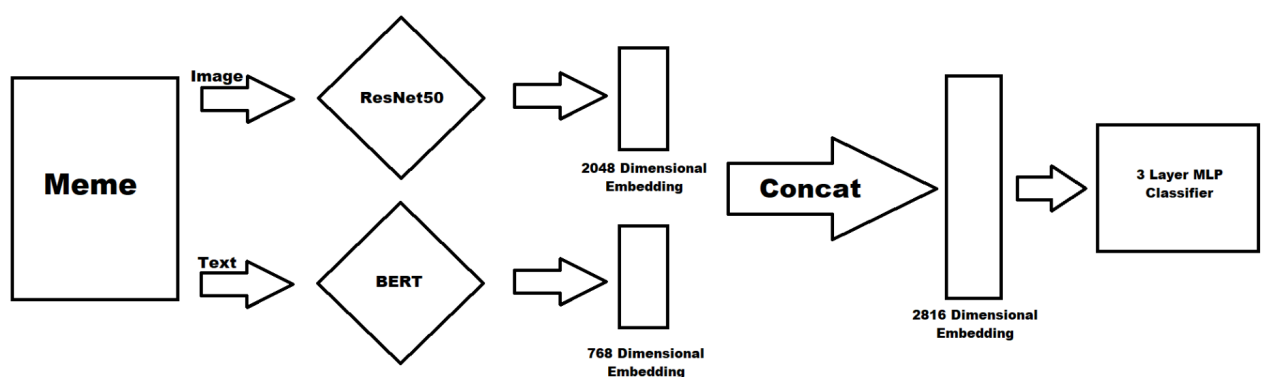 Meme
Image
ResNet50
2048 Dimensional
Embedding
Text
BERT
768 Dimensional
Embedding
Concat
2816 Dimensional
Embedding
3 Layer MLP
Classifier